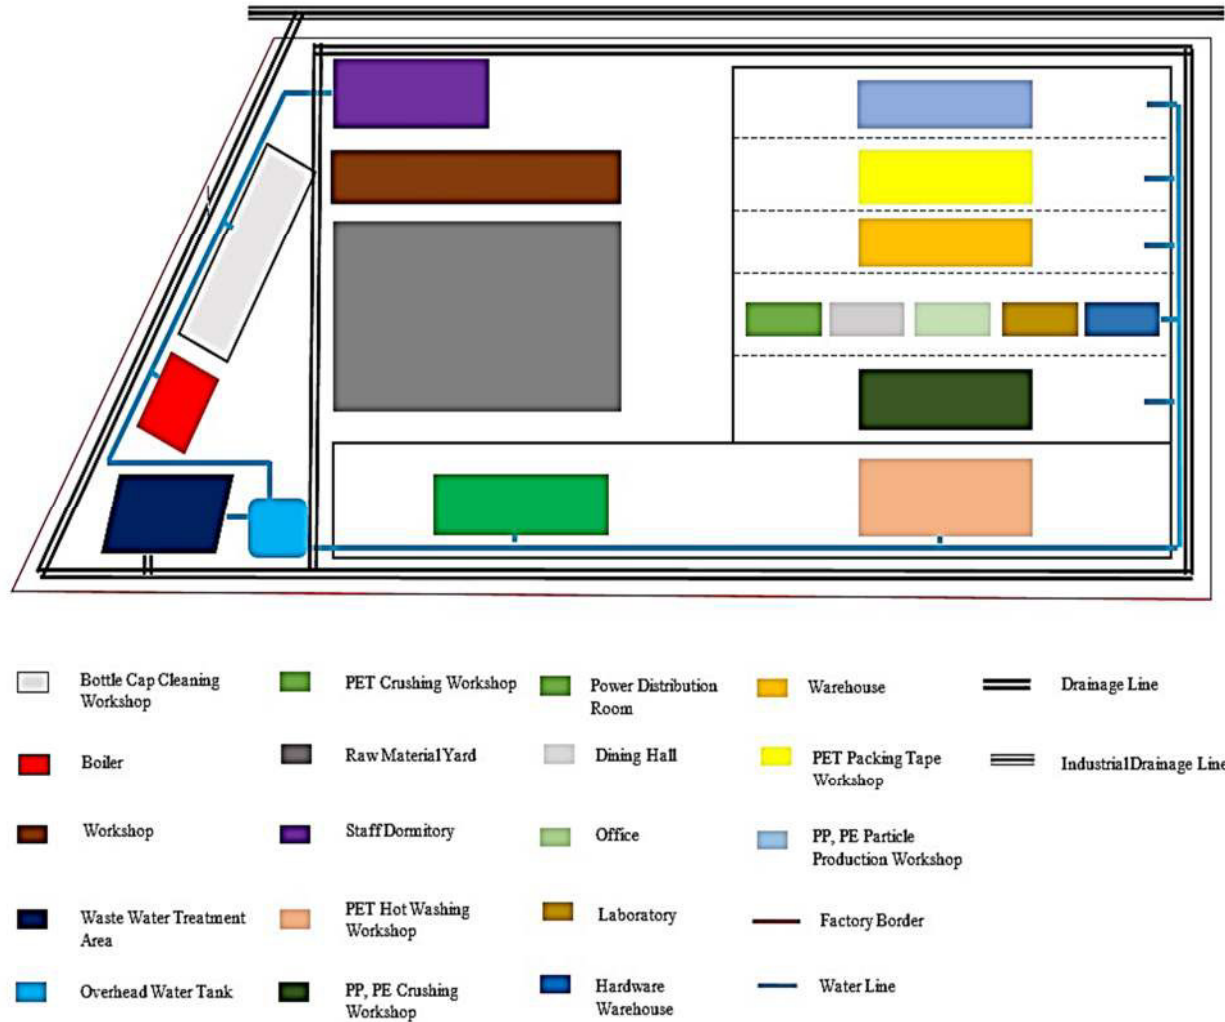 Bottle Cap Cleaning
Workshop
PET Crushing Workshop
Power Distribution
Room
Warehouse
Drainage Line
Boiler
Raw Material Yard
Dining Hall
PET Packing Tape
Workshop
Industrial Drainage Line
Workshop
Staff Dormitory
Office
PP, PE Particle
Production Workshop
Waste Water Treatment
Area
PET Hot Washing
Workshop
Laboratory
Factory Border
Overhead Water Tank
PP, PE Crushing
Workshop
Hardware
Warehouse
Water Line